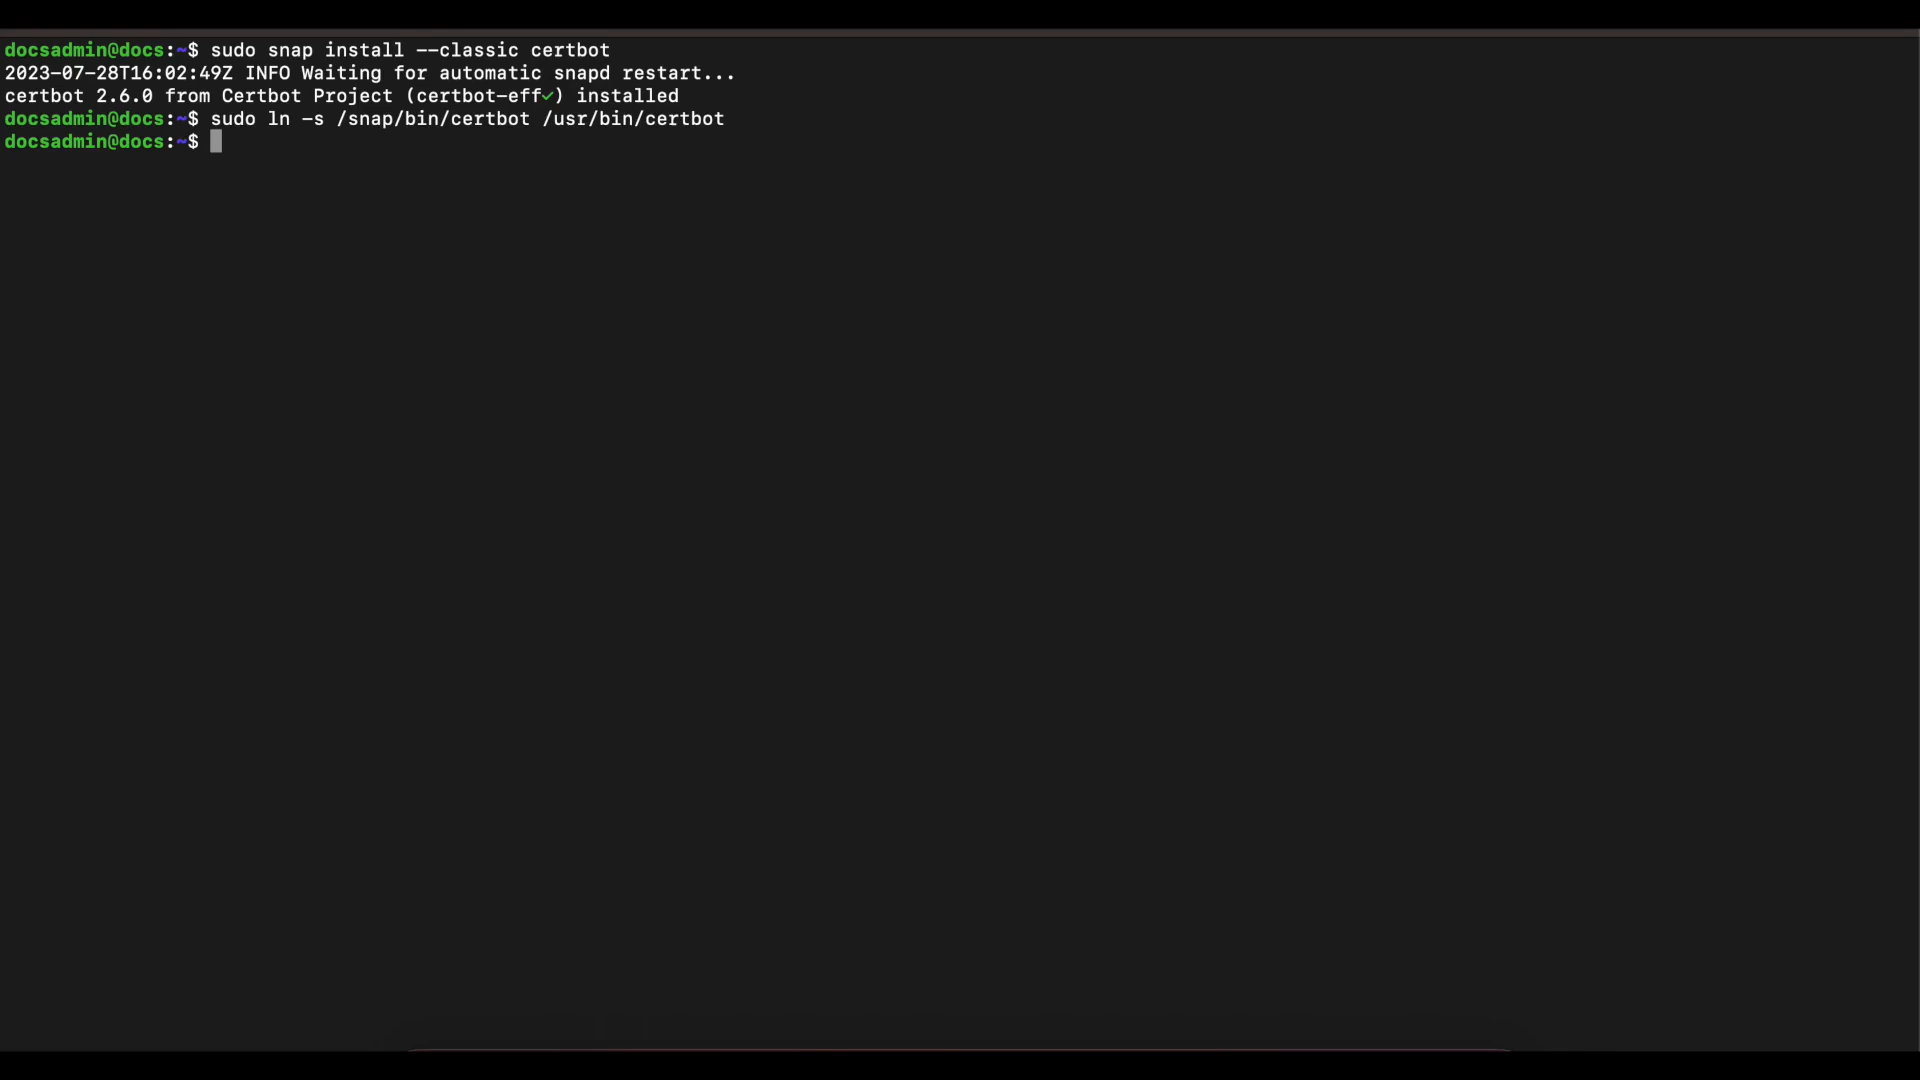 docsadmin@docs:~$ sudo snap install --classic certbot
2023-07-28T16:02:49Z INFO Waiting for automatic snapd restart...
certbot 2.6.0 from Certbot Project (certbot-eff✓) installed
docsadmin@docs:~$ sudo ln -s /snap/bin/certbot /usr/bin/certbot
docsadmin@docs:~$